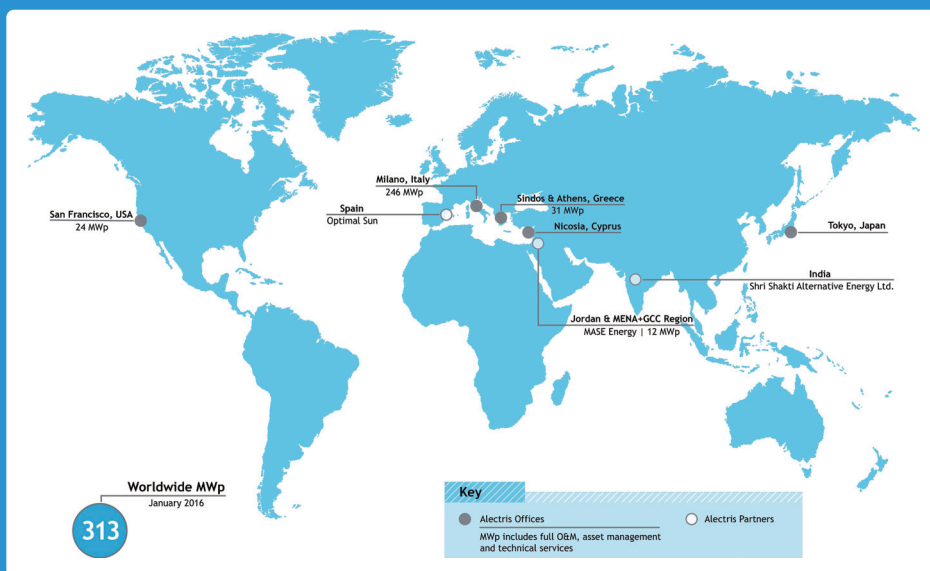 Milano, Italy
246 MWp
Sindos & Athens, Greece
31 MWp
Spain
Optimal Sun
San Francisco, USA
24 MWp
Nicosia, Cyprus
Tokyo, Japan
India
Shri Shakti Alternative Energy Ltd.
Jordan & MENA+GCC Region
MASE Energy | 12 MWp
Worldwide MWp
January 2016
313
Key
Alectris Offices
MWp includes full O&M, asset management
and technical services
Alectris Partners